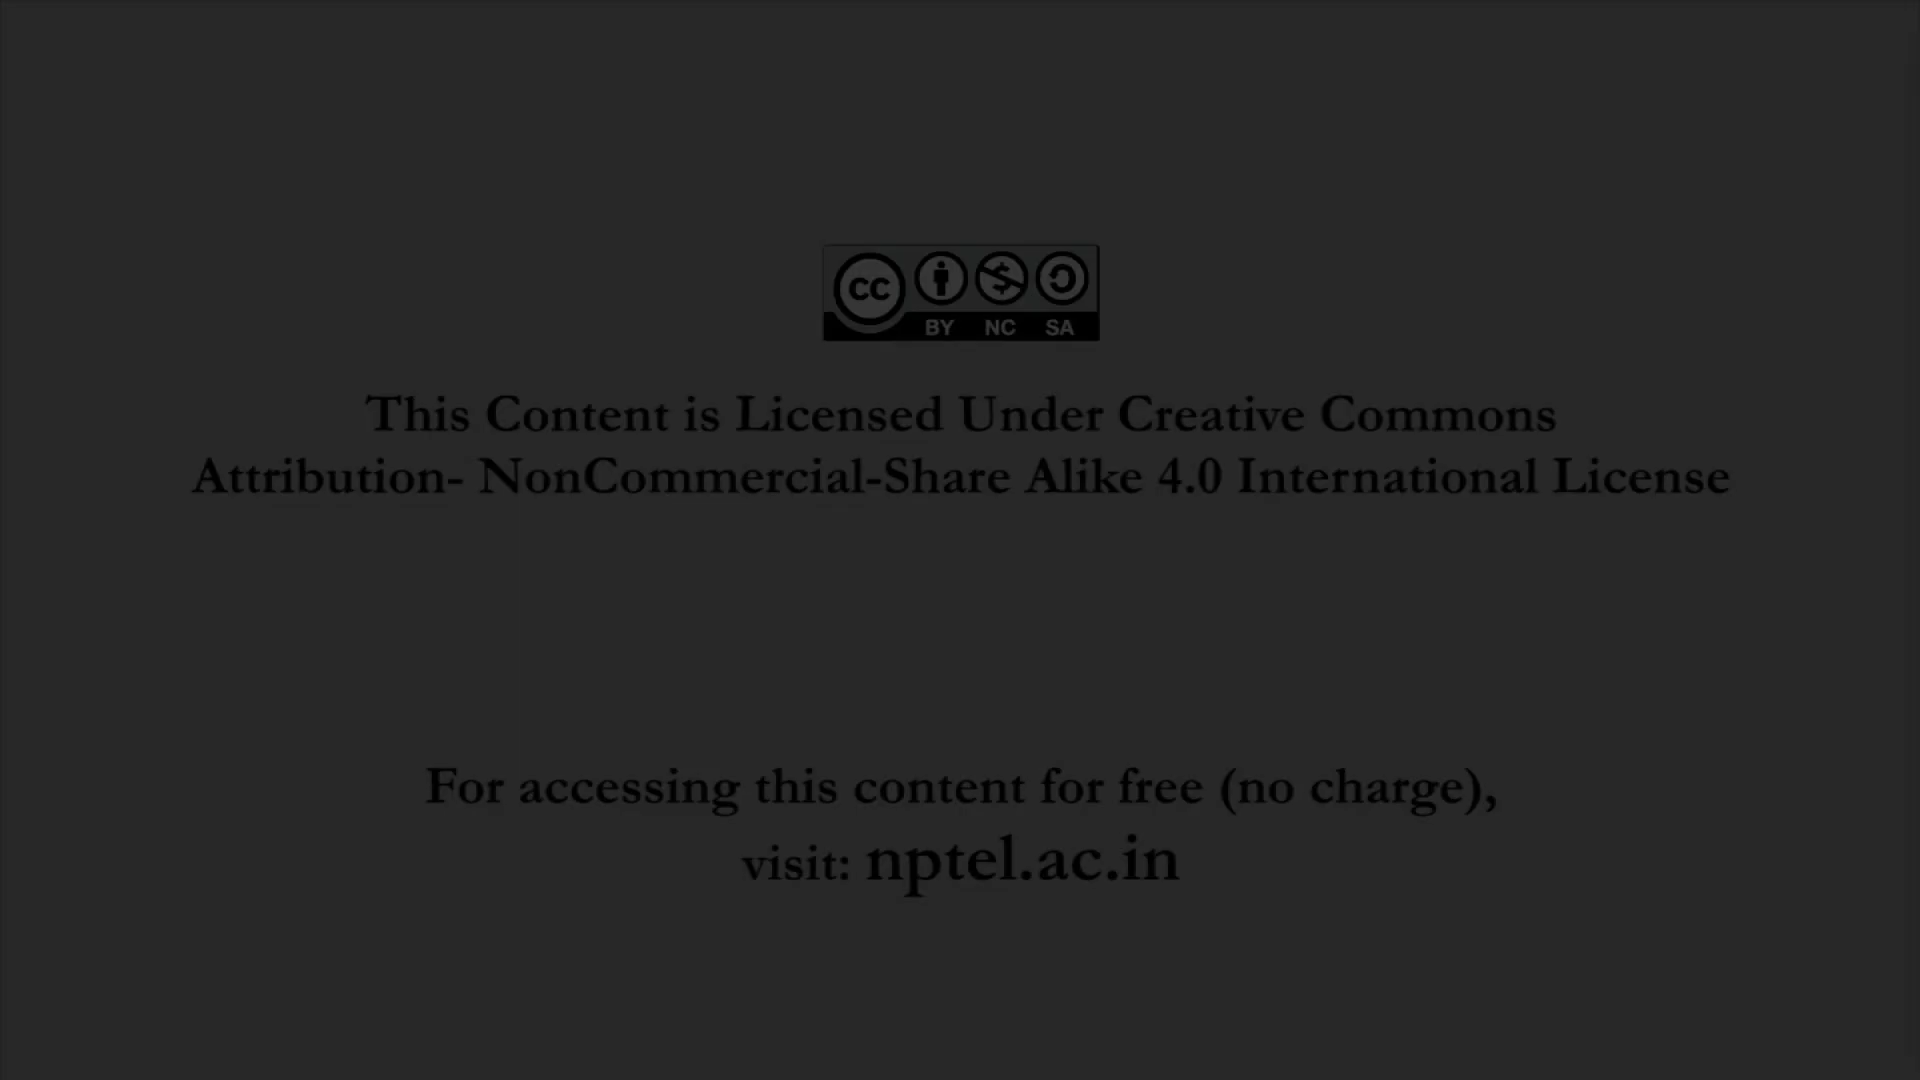 CC BY NC SA
This Content is Licensed Under Creative Commons
Attribution- NonCommercial-Share Alike 4.0 International License
For accessing this content for free (no charge),
visit: nptel.ac.in